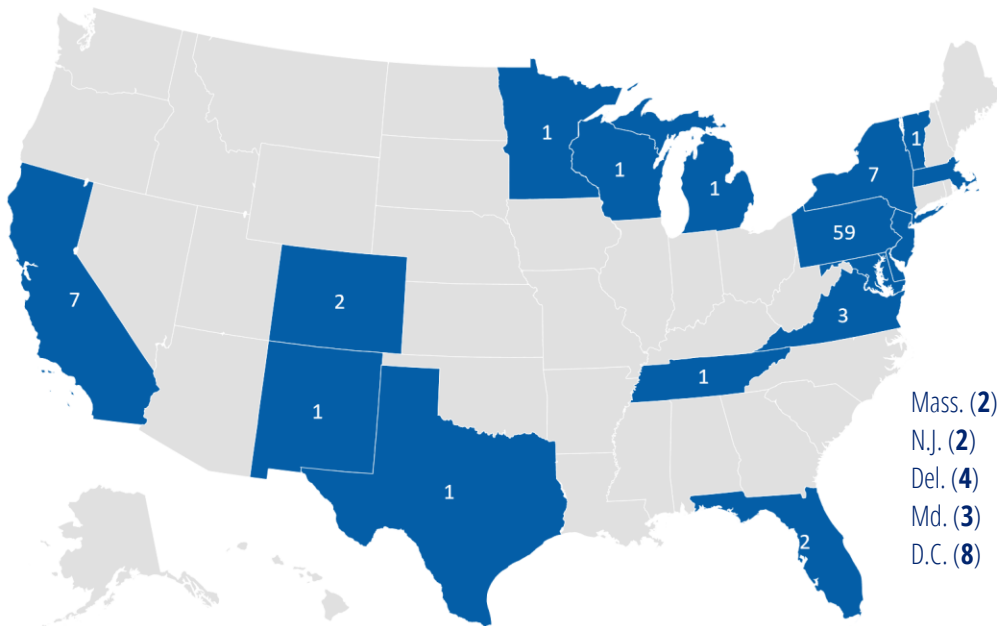 1
1
1
1
7
59
7
2
3
1
1
1
2
Mass. (2)
N.J. (2)
Del. (4)
Md. (3)
D.C. (8)